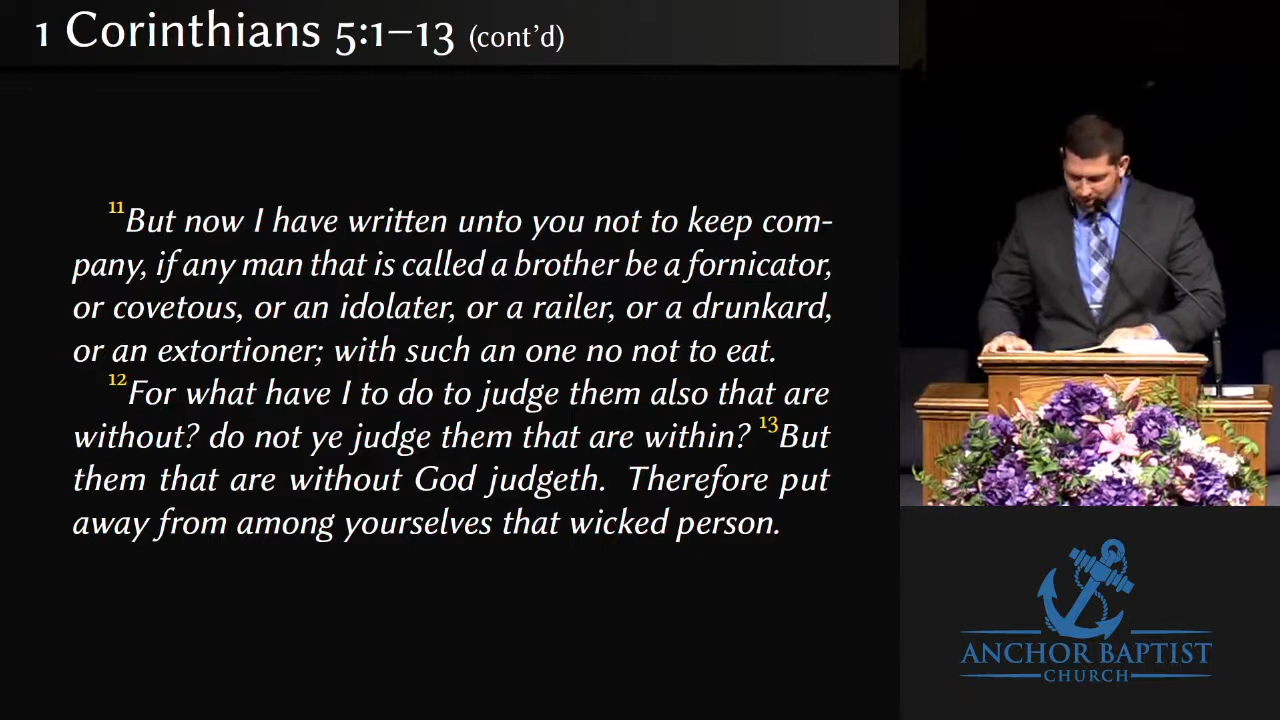 1 Corinthians 5:1–13 (cont’d)
11But now I have written unto you not to keep com-
pany, if any man that is called a brother be a fornicator,
or covetous, or an idolater, or a railer, or a drunkard,
or an extortioner; with such an one no not to eat.
12For what have I to do to judge them also that are
without? do not ye judge them that are within? 13But
them that are without God judgeth. Therefore put
away from among yourselves that wicked person.
ANCHOR BAPTIST
CHURCH